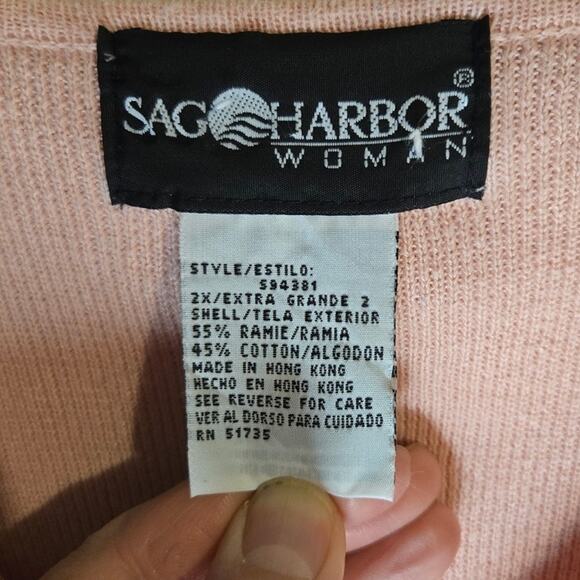 SAG HARBOR®
WOMAN
STYLE/ESTILO:
S94381
2X/EXTRA GRANDE 2
SHELL/TELA EXTERIOR
55% RAMIE/RAMIA
45% COTTON/ALGODON
MADE IN HONG KONG
HECHO EN HONG KONG
SEE REVERSE FOR CARE
VER AL DORSO PARA CUIDADO
RN 51735